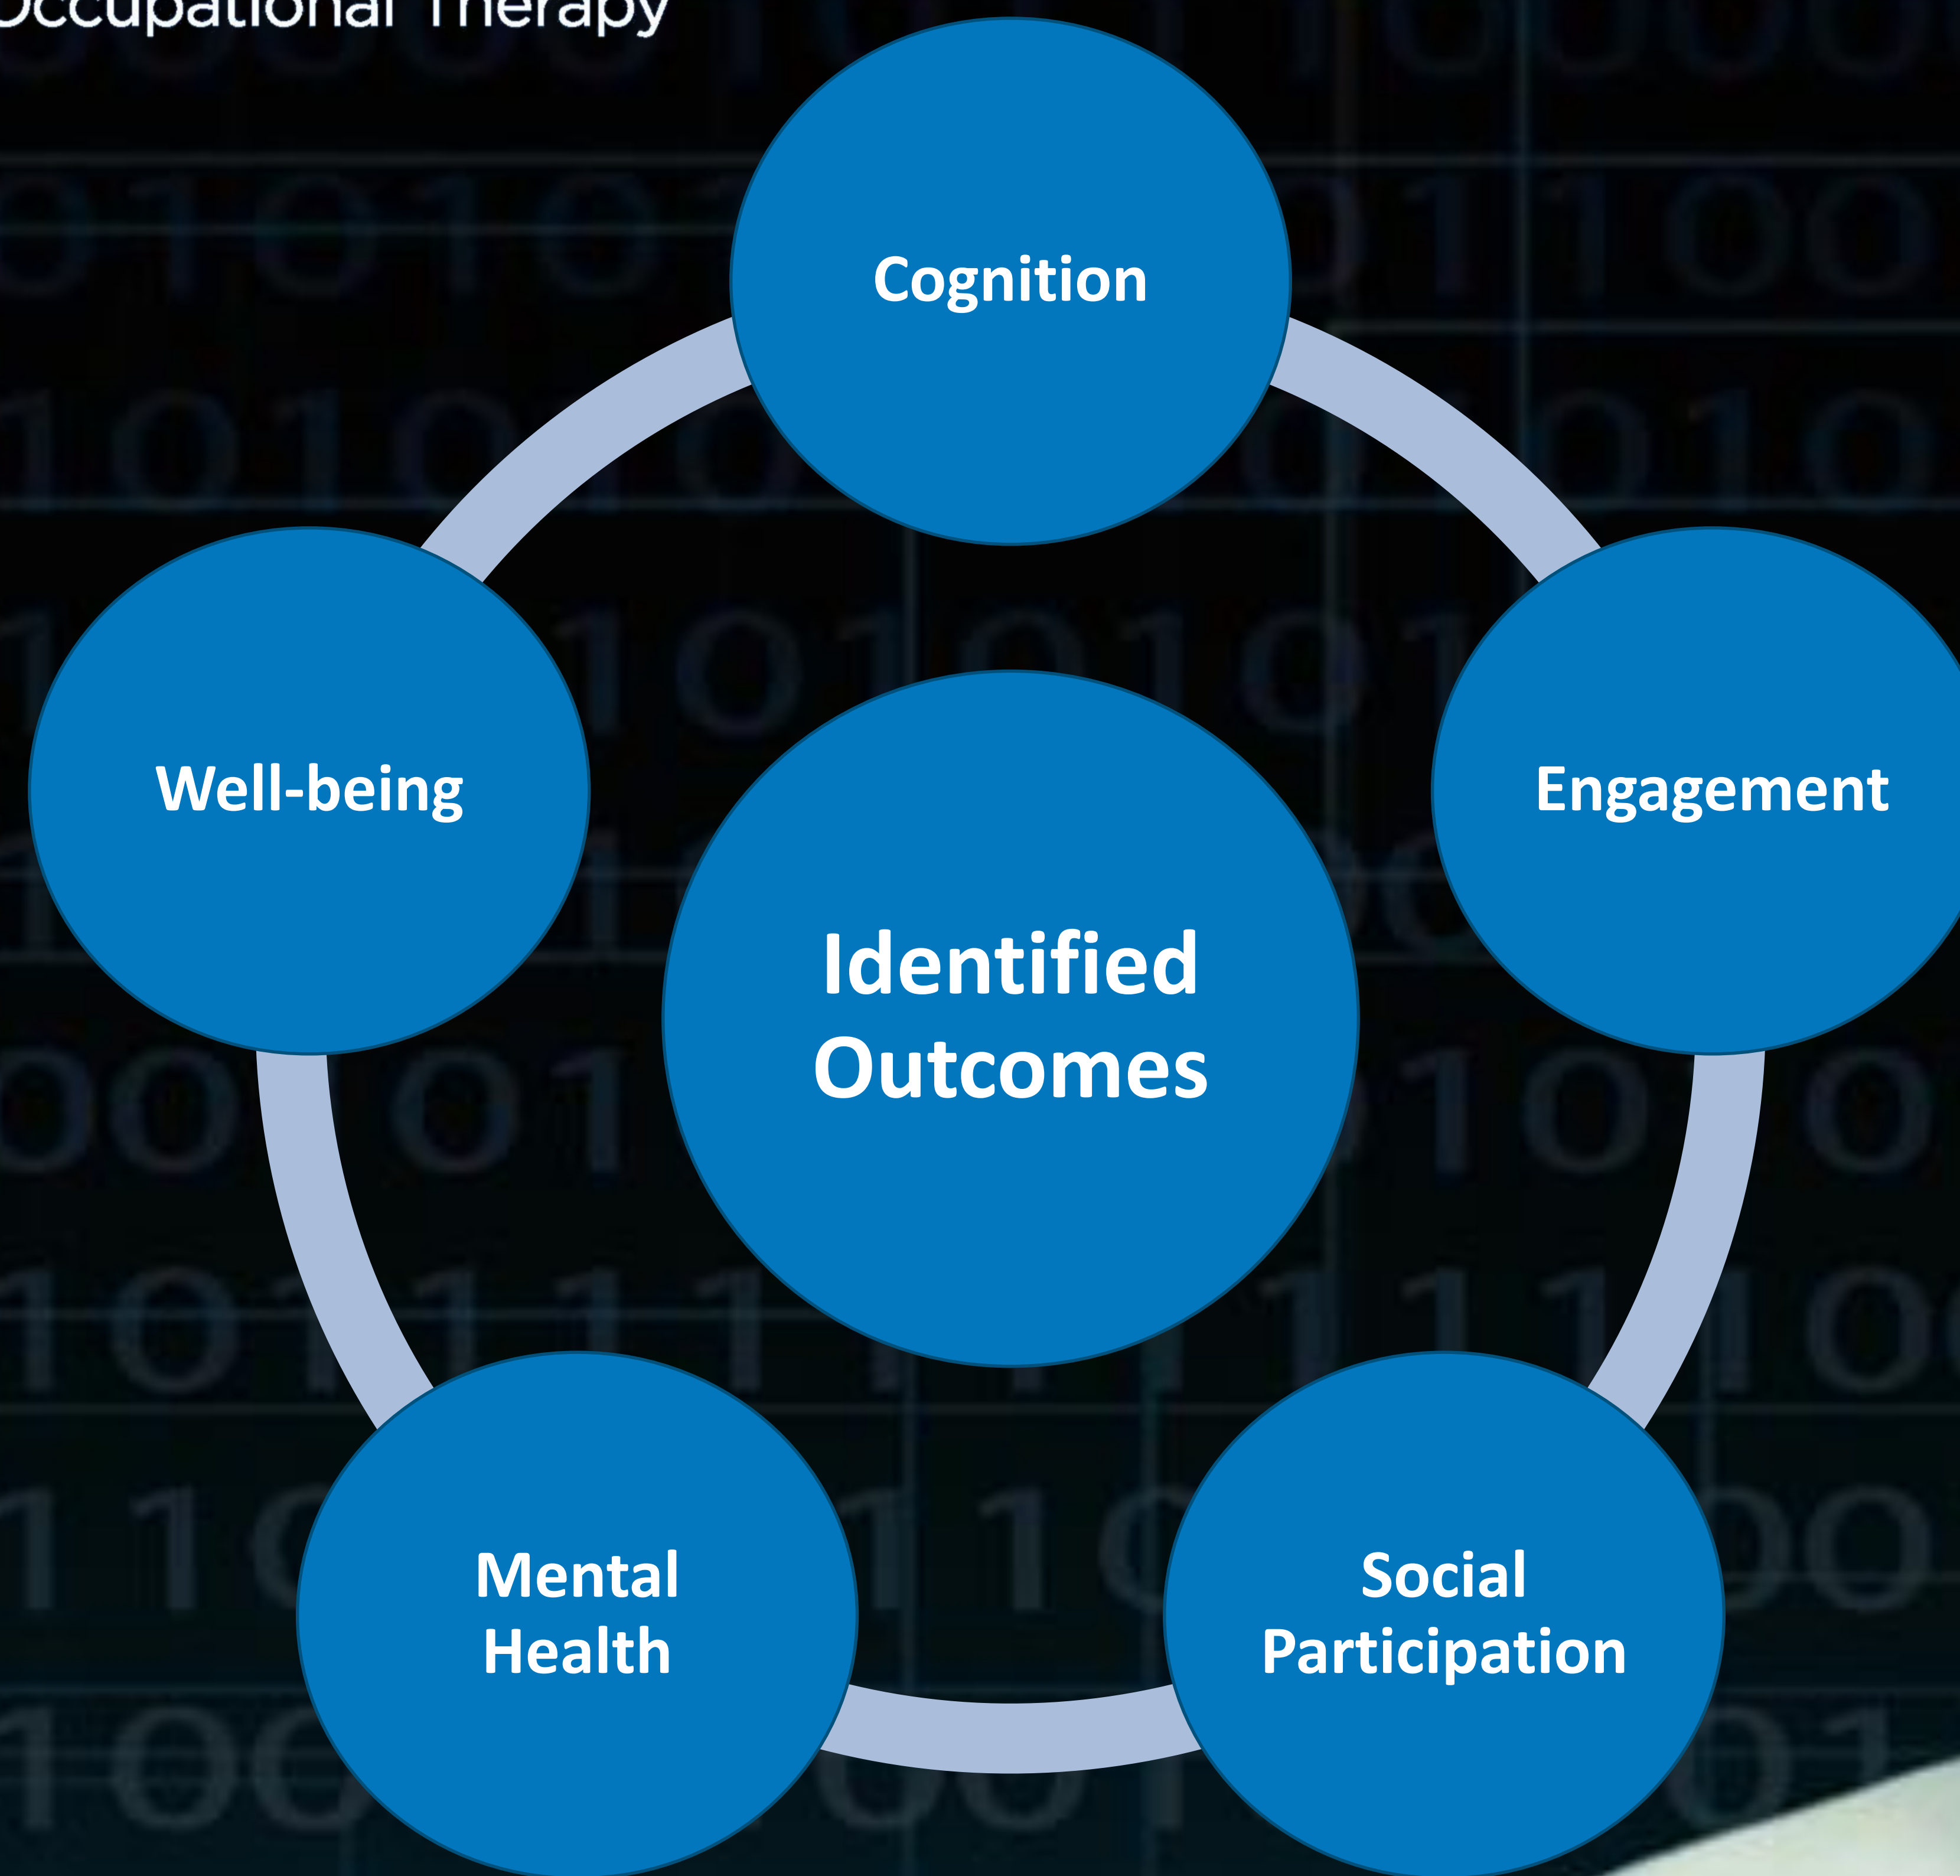 Occupational Therapy
Cognition
Well-being
Engagement
Identified
Outcomes
Mental
Health
Social
Participation